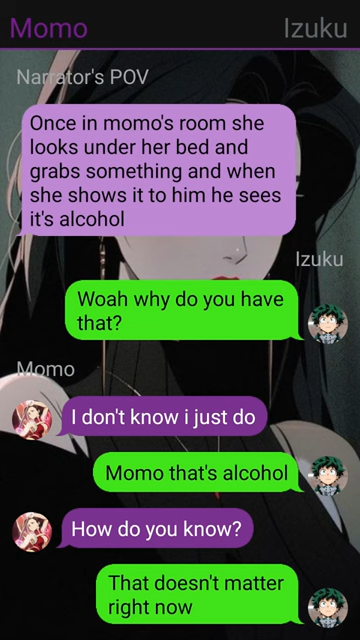 Momo Izuku
Narrator's POV
Once in momo's room she
looks under her bed and
grabs something and when
she shows it to him he sees
it's alcohol
Izuku
Woah why do you have
that?
Momo
I don't know i just do
Momo that's alcohol
How do you know?
That doesn't matter
right now